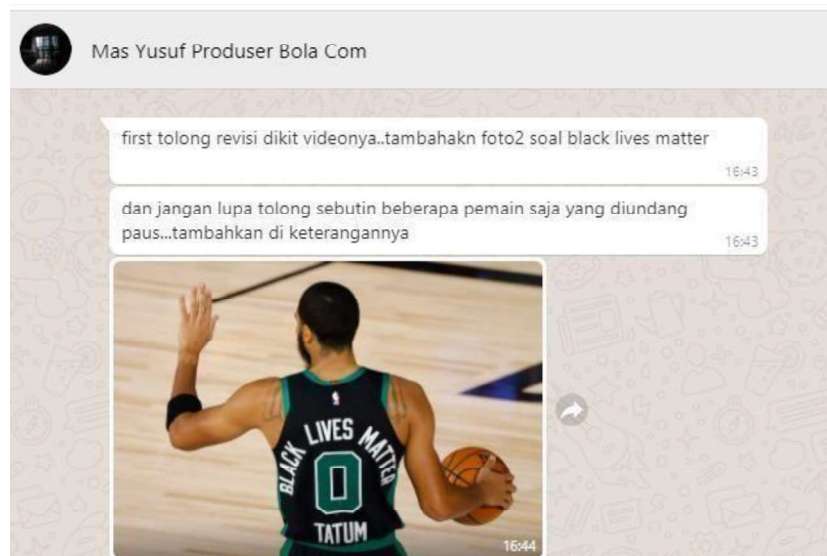 Mas Yusuf Produser Bola Com
first tolong revisi dikit videonya..tambahakn foto2 soal black lives matter
16:43
dan jangan lupa tolong sebutin beberapa pemain saja yang diundang
paus...tambahkan di keterangannya
16:43
BLACK LIVES MATTER
0
TATUM
16:44